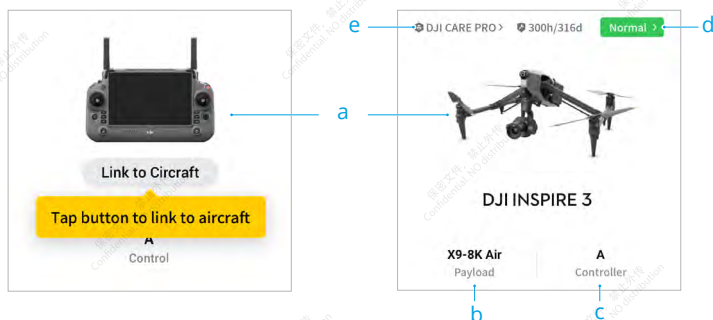 e
DJI CARE PRO >
300h/316d
Normal >
d
a
Link to Circraft
Tap button to link to aircraft
A
Control
DJI INSPIRE 3
X9-8K Air
Payload
A
Controller
b
c